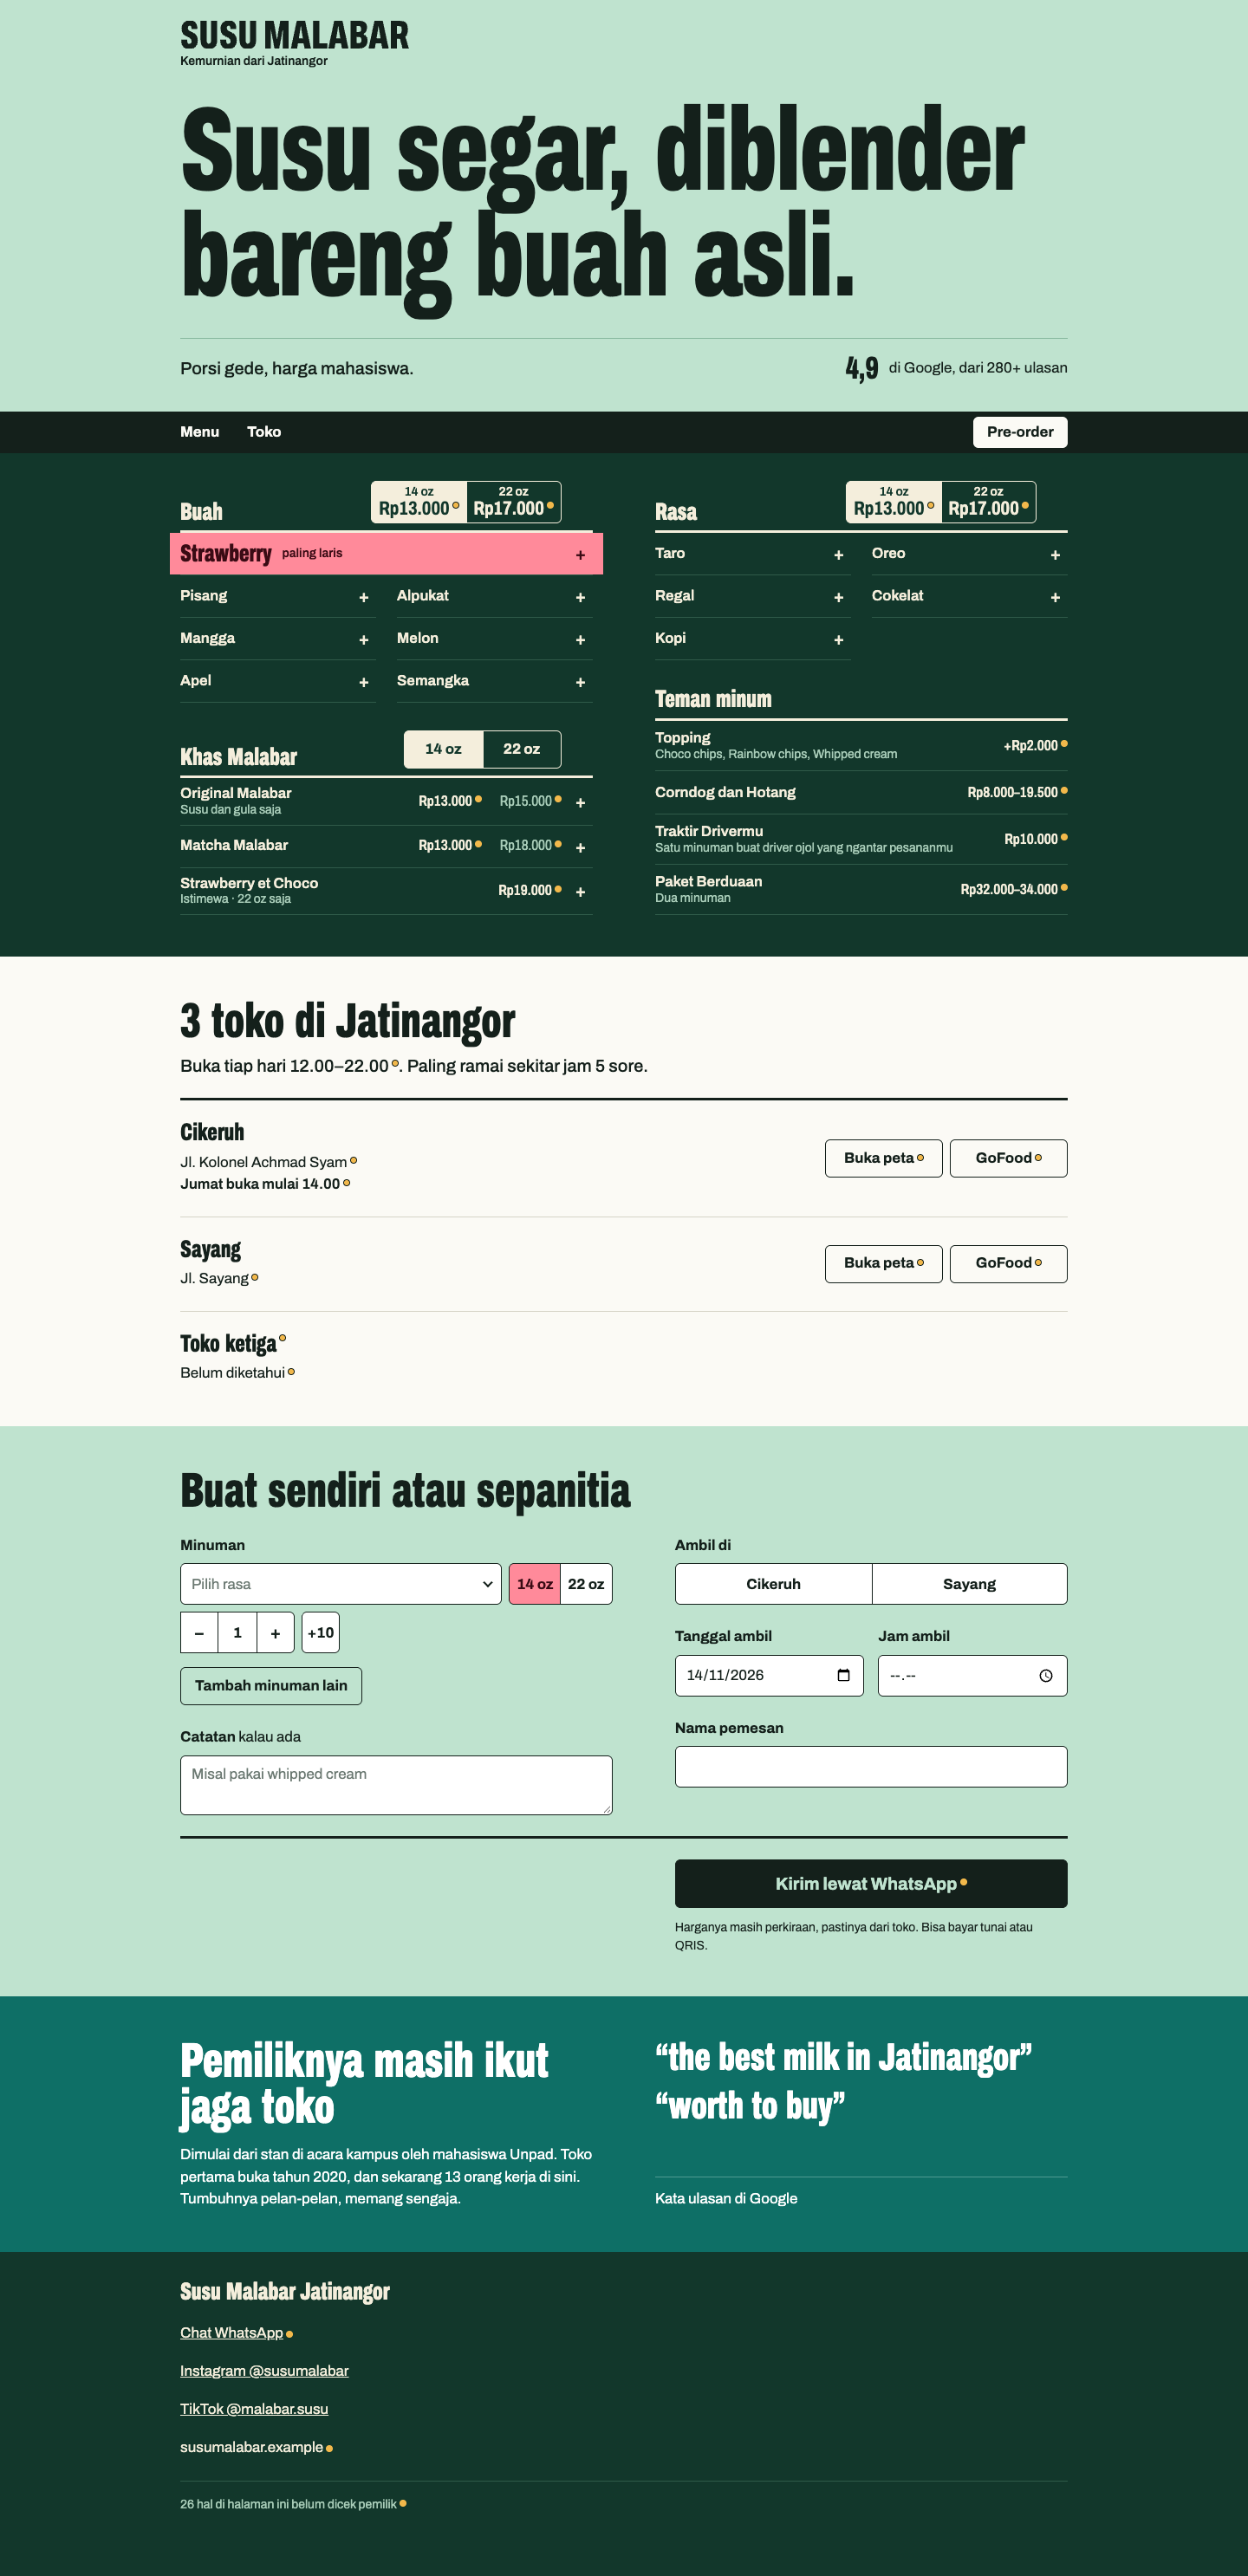 SUSU MALABAR
Kemurnian dari Jatinangor
Susu segar, diblender
bareng buah asli.
Porsi gede, harga mahasiswa.
4,9 di Google, dari 280+ ulasan
Menu Toko Pre-order
Buah
14 oz
Rp13.000
22 oz
Rp17.000
Strawberry paling laris +
Pisang + Alpukat +
Mangga + Melon +
Apel + Semangka +
Khas Malabar 14 oz 22 oz
Original Malabar Rp13.000 Rp15.000 +
Susu dan gula saja
Matcha Malabar Rp13.000 Rp18.000 +
Strawberry et Choco Rp19.000 +
Istimewa · 22 oz saja
Rasa
14 oz
Rp13.000
22 oz
Rp17.000
Taro + Oreo +
Regal + Cokelat +
Kopi +
Teman minum
Topping +Rp2.000
Choco chips, Rainbow chips, Whipped cream
Corndog dan Hotang Rp8.000–19.500
Traktir Drivermu Rp10.000
Satu minuman buat driver ojol yang ngantar pesananmu
Paket Berduaan Rp32.000–34.000
Dua minuman
3 toko di Jatinangor
Buka tiap hari 12.00–22.00. Paling ramai sekitar jam 5 sore.
Cikeruh
Jl. Kolonel Achmad Syam
Jumat buka mulai 14.00
Buka peta GoFood
Sayang
Jl. Sayang
Buka peta GoFood
Toko ketiga
Belum diketahui
Buat sendiri atau sepanitia
Minuman
Pilih rasa 14 oz 22 oz
− 1 + +10
Tambah minuman lain
Catatan kalau ada
Misal pakai whipped cream
Ambil di
Cikeruh Sayang
Tanggal ambil Jam ambil
14/11/2026 --.--
Nama pemesan
Kirim lewat WhatsApp
Harganya masih perkiraan, pastinya dari toko. Bisa bayar tunai atau
QRIS.
Pemiliknya masih ikut
jaga toko
Dimulai dari stan di acara kampus oleh mahasiswa Unpad. Toko
pertama buka tahun 2020, dan sekarang 13 orang kerja di sini.
Tumbuhnya pelan-pelan, memang sengaja.
“the best milk in Jatinangor”
“worth to buy”
Kata ulasan di Google
Susu Malabar Jatinangor
Chat WhatsApp
Instagram @susumalabar
TikTok @malabar.susu
susumalabar.example
26 hal di halaman ini belum dicek pemilik